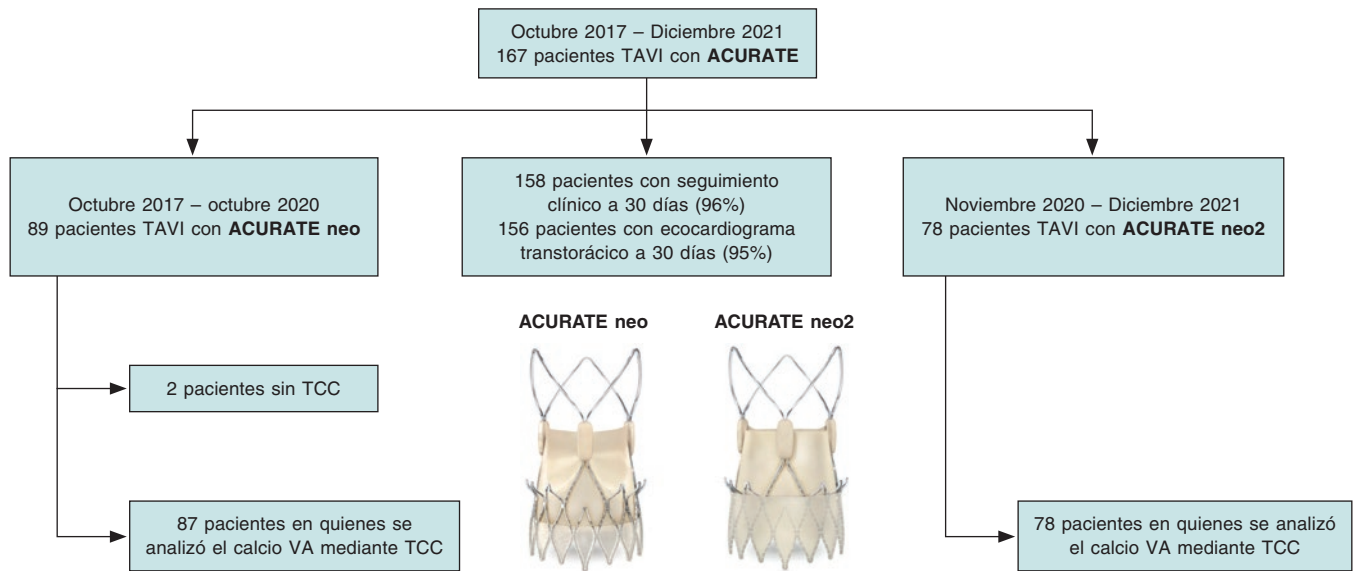 Octubre 2017 – Diciembre 2021
167 pacientes TAVI con ACURATE
Octubre 2017 – octubre 2020
89 pacientes TAVI con ACURATE neo
158 pacientes con seguimiento
clínico a 30 días (96%)
156 pacientes con ecocardiograma
transtorácico a 30 días (95%)
Noviembre 2020 – Diciembre 2021
78 pacientes TAVI con ACURATE neo2
ACURATE neo
ACURATE neo2
2 pacientes sin TCC
87 pacientes en quienes se
analizó el calcio VA mediante TCC
78 pacientes en quienes se analizó
el calcio VA mediante TCC